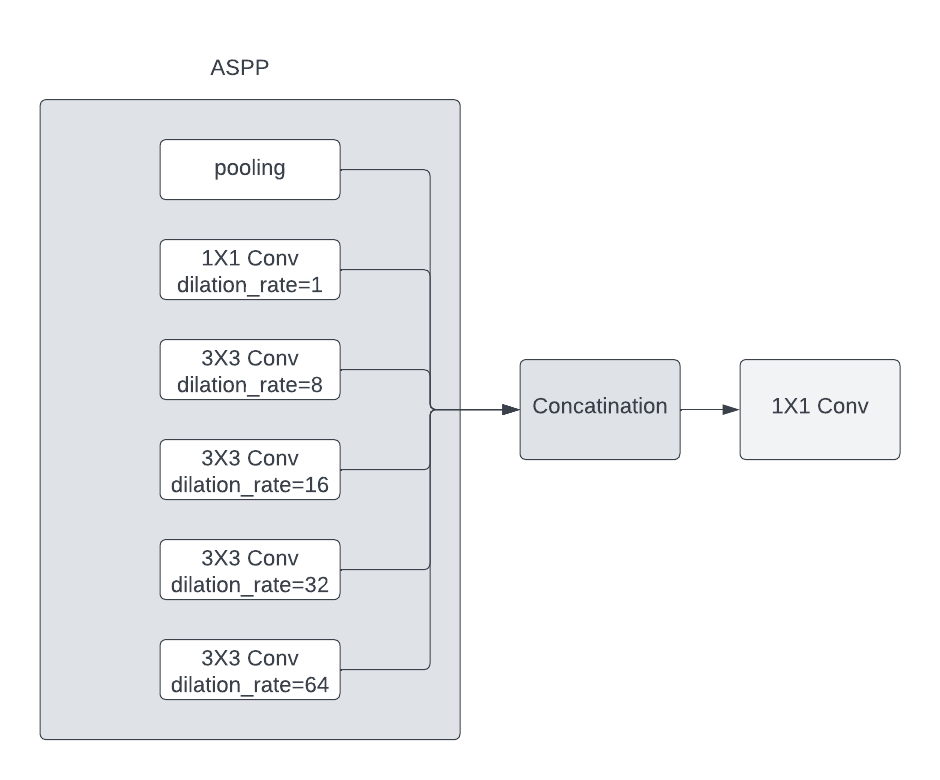 ASPP
pooling
1X1 Conv
dilation_rate=1
3X3 Conv
dilation_rate=8
3X3 Conv
dilation_rate=16
3X3 Conv
dilation_rate=32
3X3 Conv
dilation_rate=64
Concatination
1X1 Conv